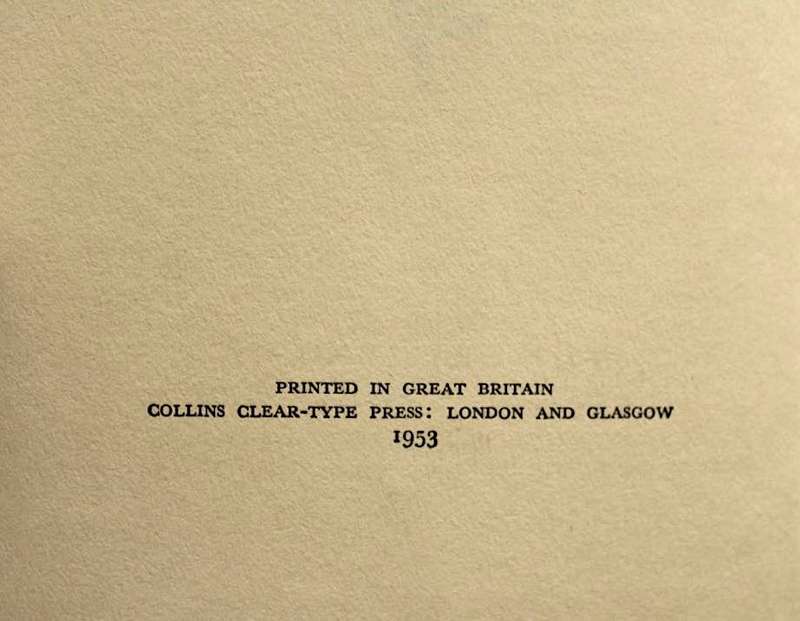 PRINTED IN GREAT BRITAIN
COLLINS CLEAR-TYPE PRESS: LONDON AND GLASGOW
1953